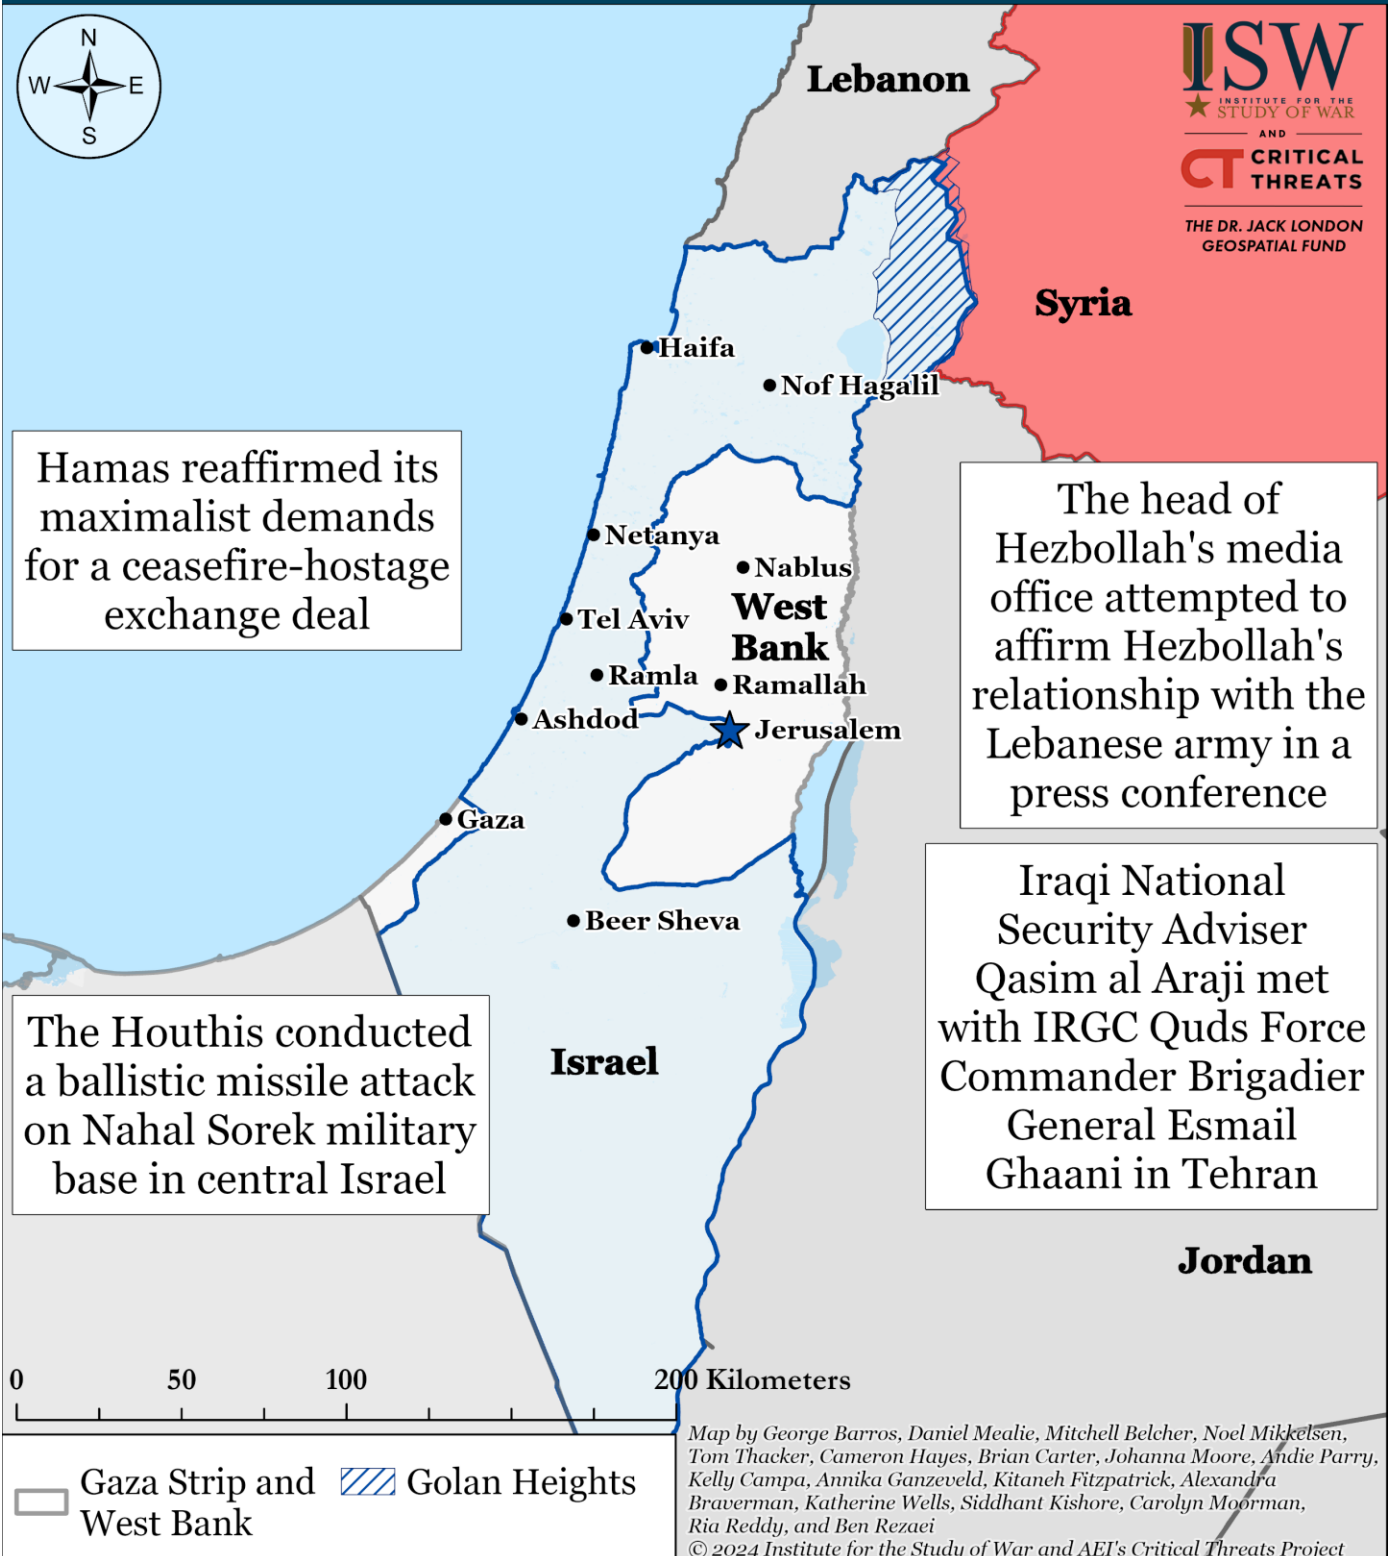 N
W
E
S
Lebanon
ISW
INSTITUTE FOR THE
STUDY OF WAR
AND
CT CRITICAL
THREATS
THE DR. JACK LONDON
GEOSPATIAL FUND
Syria
Haifa
Nof Hagalil
Hamas reaffirmed its
maximalist demands
for a ceasefire-hostage
exchange deal
The head of
Hezbollah's media
office attempted to
affirm Hezbollah's
relationship with the
Lebanese army in a
press conference
Netanya
Nablus
West
Bank
Tel Aviv
Ramla
Ramallah
Ashdod
Jerusalem
Gaza
Beer Sheva
Iraqi National
Security Adviser
Qasim al Araji met
with IRGC Quds Force
Commander Brigadier
General Esmail
Ghaani in Tehran
The Houthis conducted
a ballistic missile attack
on Nahal Sorek military
base in central Israel
Israel
Jordan
0 50 100 200 Kilometers
Gaza Strip and
West Bank
Golan Heights
Map by George Barros, Daniel Mealie, Mitchell Belcher, Noel Mikkelsen,
Tom Thacker, Cameron Hayes, Brian Carter, Johanna Moore, Andie Parry,
Kelly Campa, Annika Ganzeveld, Kitaneh Fitzpatrick, Alexandra
Braverman, Katherine Wells, Siddhant Kishore, Carolyn Moorman,
Ria Reddy, and Ben Rezaei
© 2024 Institute for the Study of War and AEI's Critical Threats Project